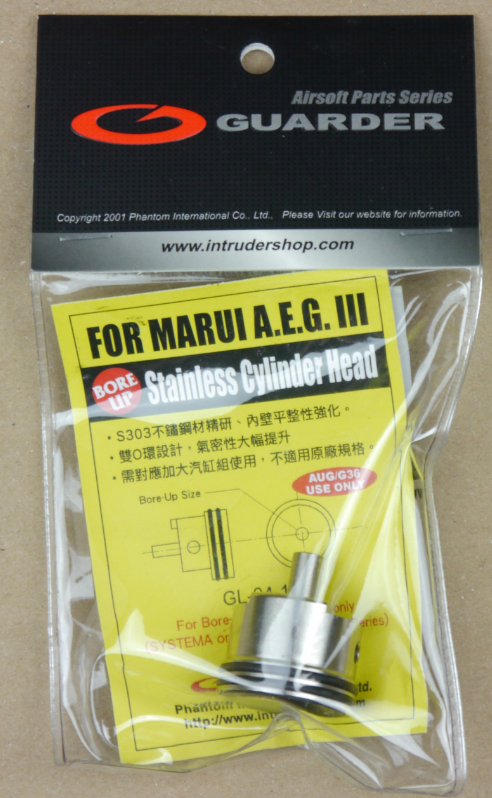 Airsoft Parts Series
GUARDER
Copyright 2001 Phantom International Co., Ltd., Please Visit our website for information.
www.intrudershop.com
FOR MARUI A.E.G. III
BORE UP
Stainless Cylinder Head
・S303不鏽鋼材精研、內壁平整性強化。
・雙O環設計，氣密性大幅提升
・需對應加大汽缸組使用，不適用原廠規格。
AUG/G36
USE ONLY
Bore-Up Size
For Bore- only
(SYSTEMA or
Phantom td.
http://www.in